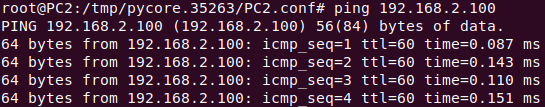 root@PC2:/tmp/pycore.35263/PC2.conf# ping 192.168.2.100
PING 192.168.2.100 (192.168.2.100) 56(84) bytes of data.
64 bytes from 192.168.2.100: icmp_seq=1 ttl=60 time=0.087 ms
64 bytes from 192.168.2.100: icmp_seq=2 ttl=60 time=0.143 ms
64 bytes from 192.168.2.100: icmp_seq=3 ttl=60 time=0.110 ms
64 bytes from 192.168.2.100: icmp_seq=4 ttl=60 time=0.151 ms